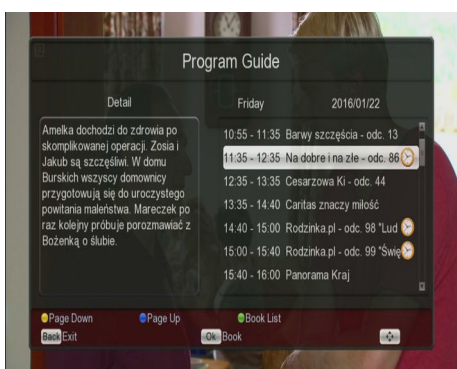 Program Guide
Detail
Friday 2016/01/22
Amelka dochodzi do zdrowia po
skomplikowanej operacji. Zosia i
Jakub są szczęśliwi. W domu
Burskich wszyscy domownicy
przygotowują się do uroczystego
powitania maleństwa. Mareczek po
raz kolejny próbuje porozmawiać z
Bożenką o ślubie.
10:55 - 11:35 Barwy szczęścia - odc. 13
11:35 - 12:35 Na dobre i na złe - odc. 86
12:35 - 13:35 Cesarzowa Ki - odc. 44
13:35 - 14:40 Caritas znaczy miłość
14:40 - 15:00 Rodzinka.pl - odc. 98 "Lud
15:00 - 15:40 Rodzinka.pl - odc. 99 "Świę
15:40 - 16:00 Panorama Kraj
Page Down Page Up Book List
Back Exit Ok Book